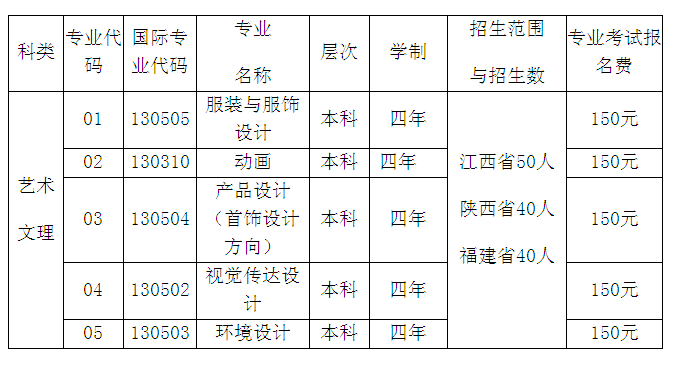 科类
专业代
码
国际专
业代码
专业
名称
层次
学制
招生范围
与招生数
专业考试报
名费
艺术
文理
01
130505
服装与服饰
设计
本科
四年
江西省50人
陕西省40人
福建省40人
150元
02
130310
动画
本科
四年
150元
03
130504
产品设计
（首饰设计
方向）
本科
四年
150元
04
130502
视觉传达设
计
本科
四年
150元
05
130503
环境设计
本科
四年
150元